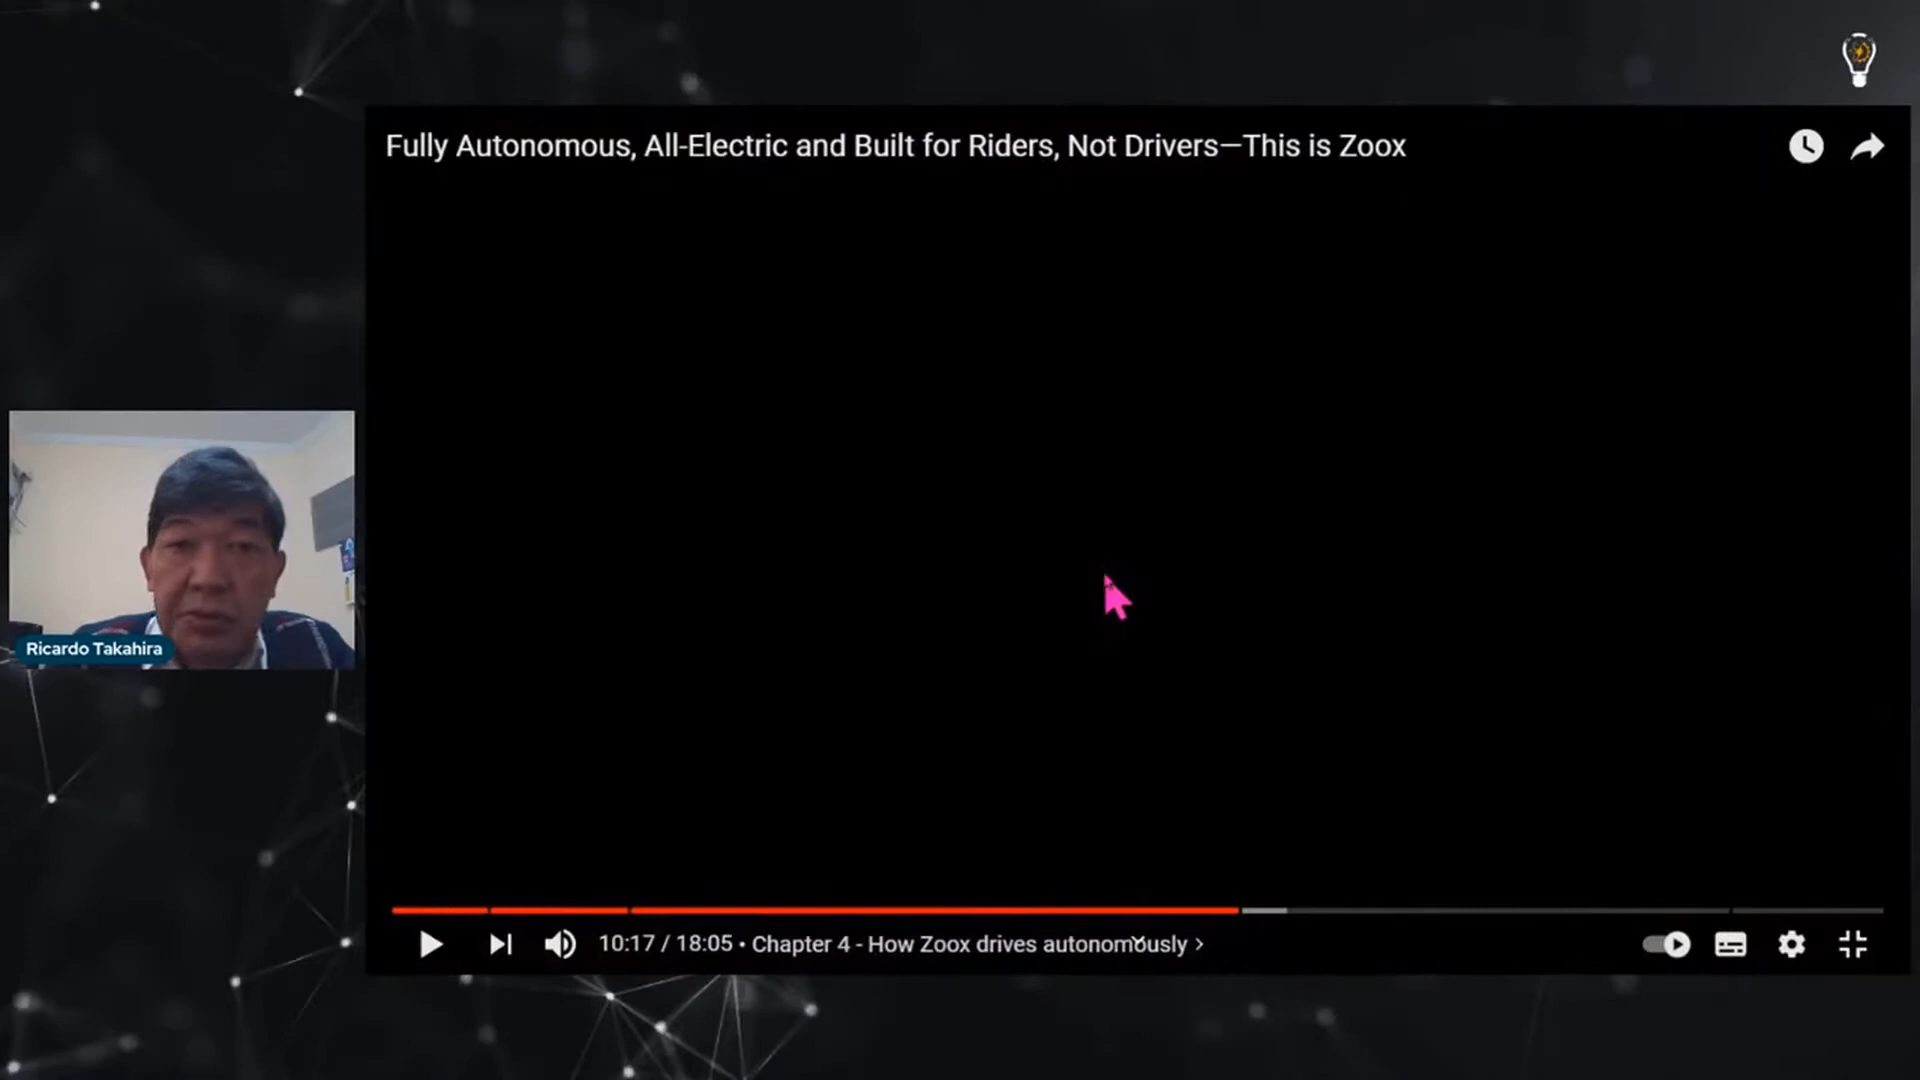 Fully Autonomous, All-Electric and Built for Riders, Not Drivers—This is Zoox
Ricardo Takahira
10:17 / 18:05 • Chapter 4 - How Zoox drives autonomously >